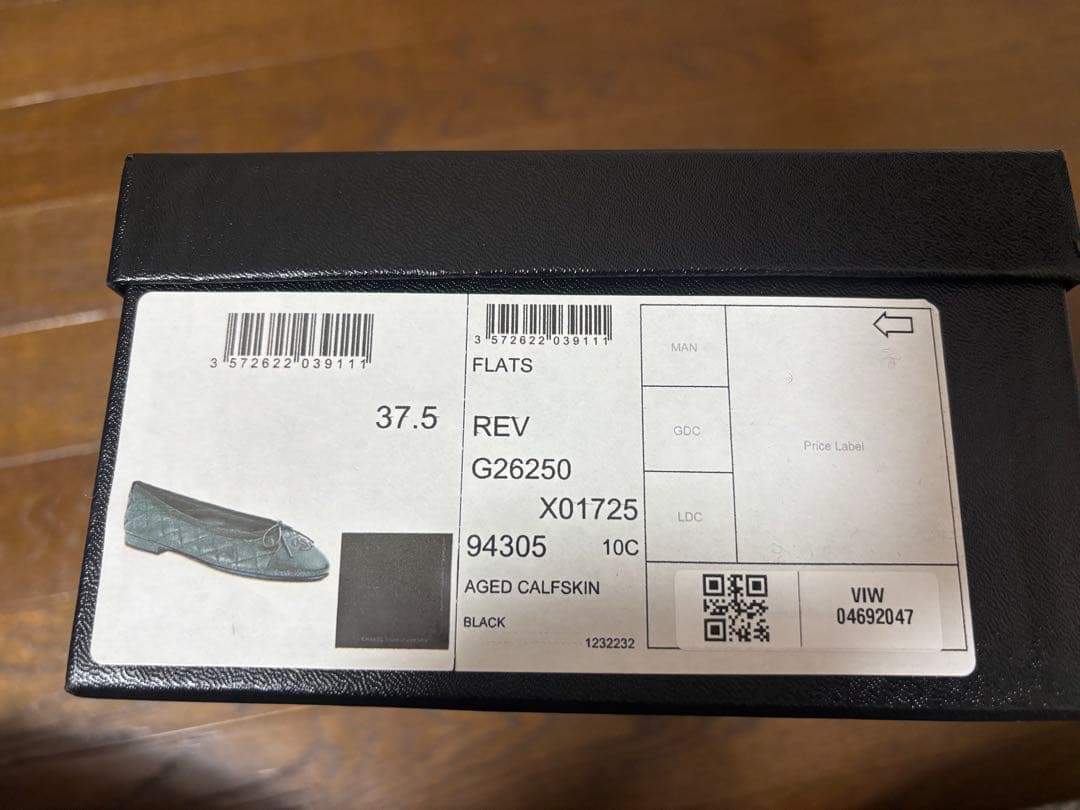 3 572622 039111
37.5
3 572622 039111
FLATS
REV
G26250
X01725
94305 10C
AGED CALFSKIN
BLACK
1232232
MAN
GDC
LDC
Price Label
VIW
04692047